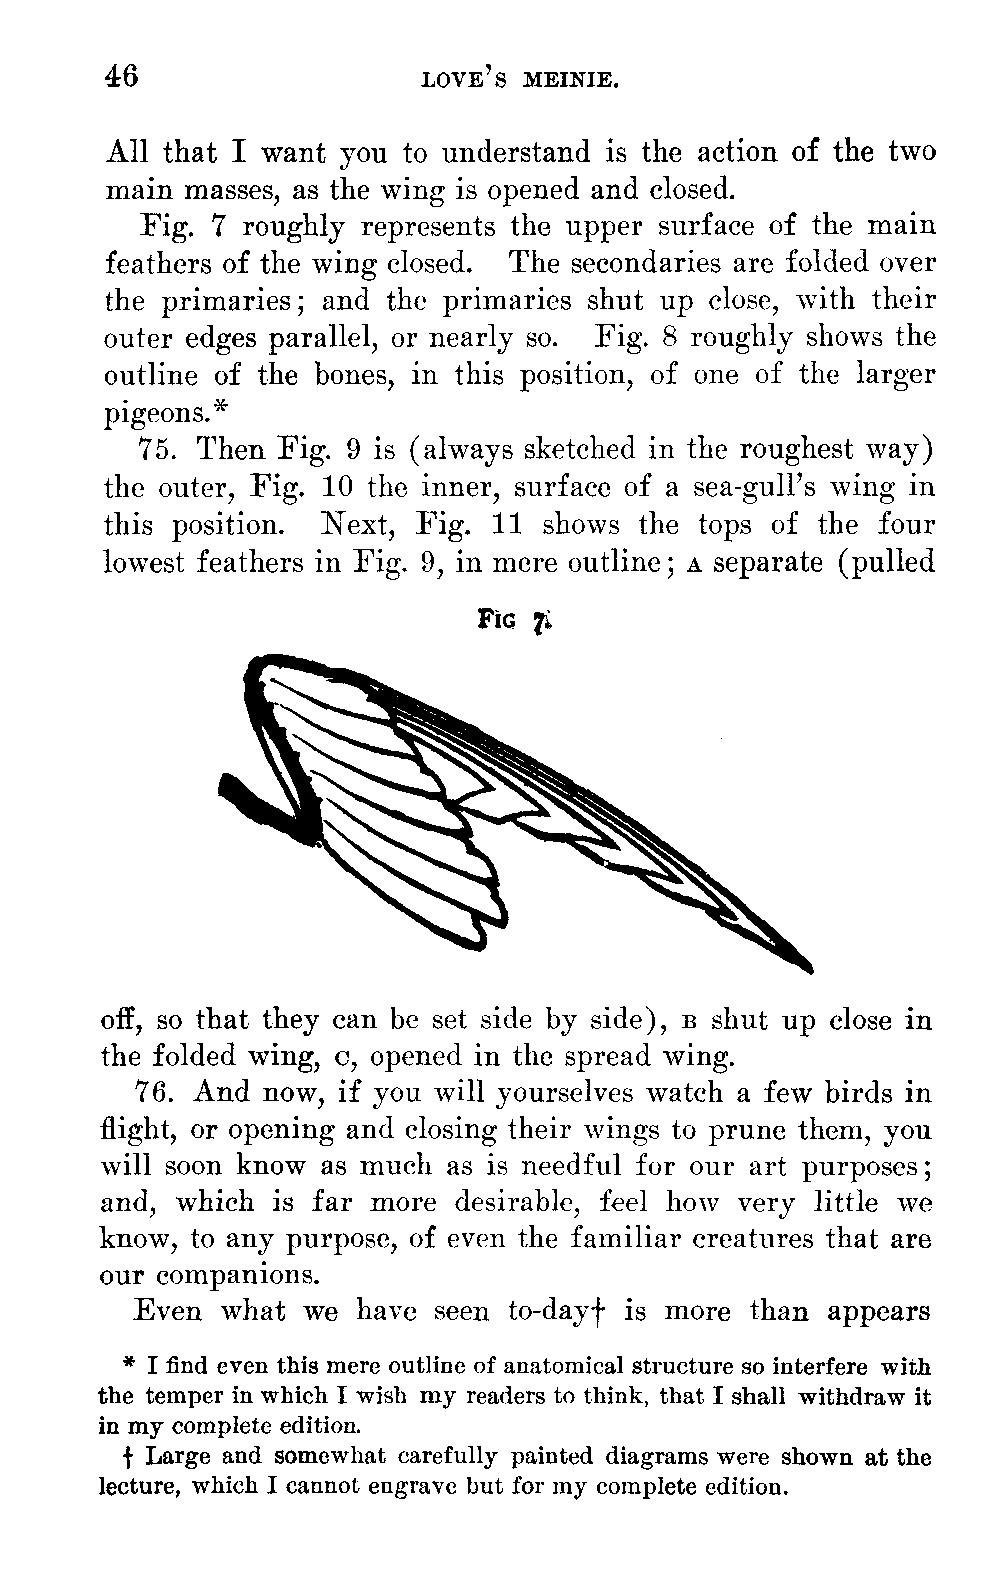 46 LOVE'S MEINIE.
All that I want you to understand is the action of the two
main masses, as the wing is opened and closed.
Fig. 7 roughly represents the upper surface of the main
feathers of the wing closed. The secondaries are folded over
the primaries; and the primaries shut up close, with their
outer edges parallel, or nearly so. Fig. 8 roughly shows the
outline of the bones, in this position, of one of the larger
pigeons.*
75. Then Fig. 9 is (always sketched in the roughest way)
the outer, Fig. 10 the inner, surface of a sea-gull's wing in
this position. Next, Fig. 11 shows the tops of the four
lowest feathers in Fig. 9, in mere outline; A separate (pulled
FIG 7.
off, so that they can be set side by side), B shut up close in
the folded wing, C, opened in the spread wing.
76. And now, if you will yourselves watch a few birds in
flight, or opening and closing their wings to prune them, you
will soon know as much as is needful for our art purposes;
and, which is far more desirable, feel how very little we
know, to any purpose, of even the familiar creatures that are
our companions.
Even what we have seen to-day† is more than appears
* I find even this mere outline of anatomical structure so interfere with
the temper in which I wish my readers to think, that I shall withdraw it
in my complete edition.
† Large and somewhat carefully painted diagrams were shown at the
lecture, which I cannot engrave but for my complete edition.